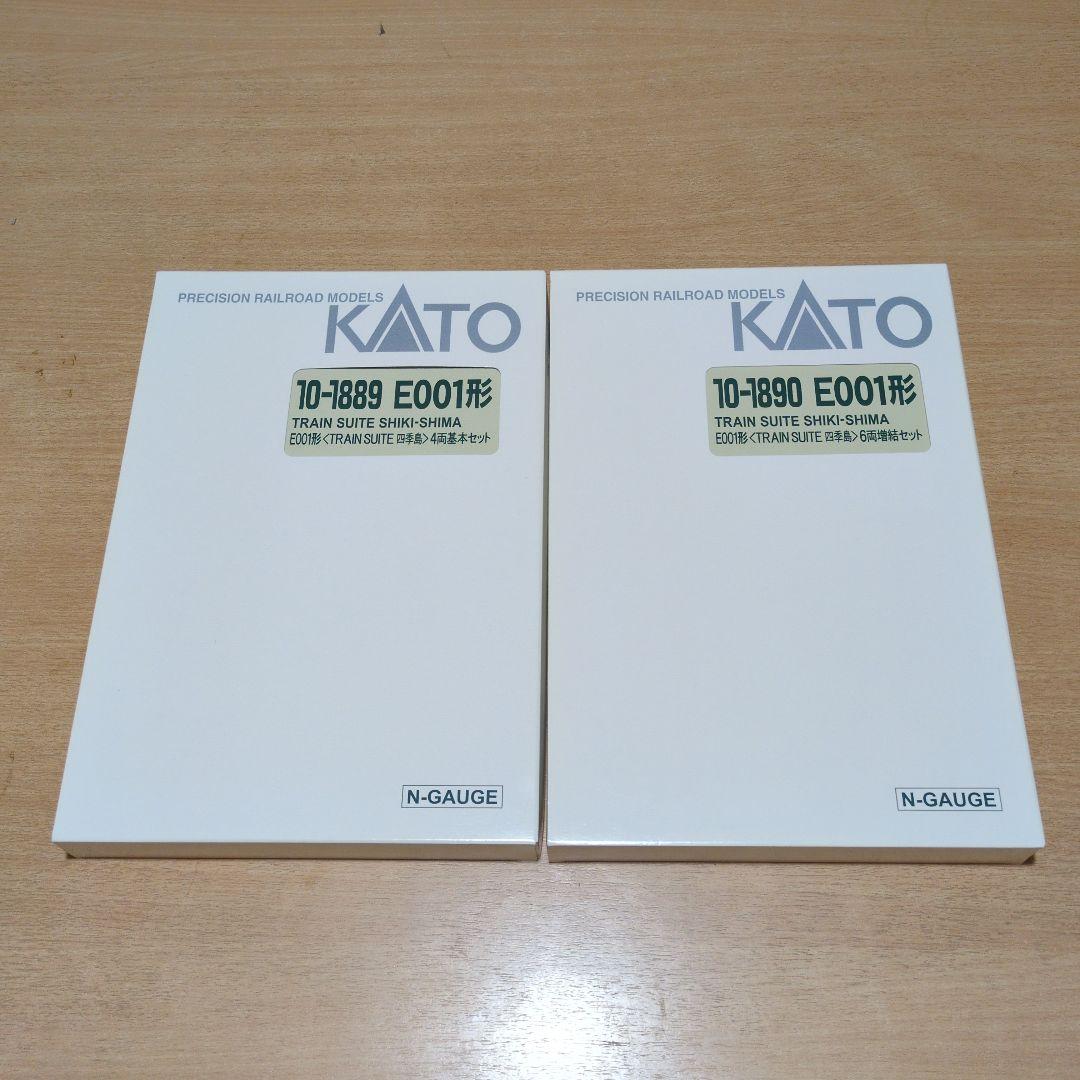 PRECISION RAILROAD MODELS
KATO
10-1889 E001形
TRAIN SUITE SHIKI-SHIMA
E001形〈TRAIN SUITE 四季島〉4両基本セット
N-GAUGE
PRECISION RAILROAD MODELS
KATO
10-1890 E001形
TRAIN SUITE SHIKI-SHIMA
E001形〈TRAIN SUITE 四季島〉6両増結セット
N-GAUGE